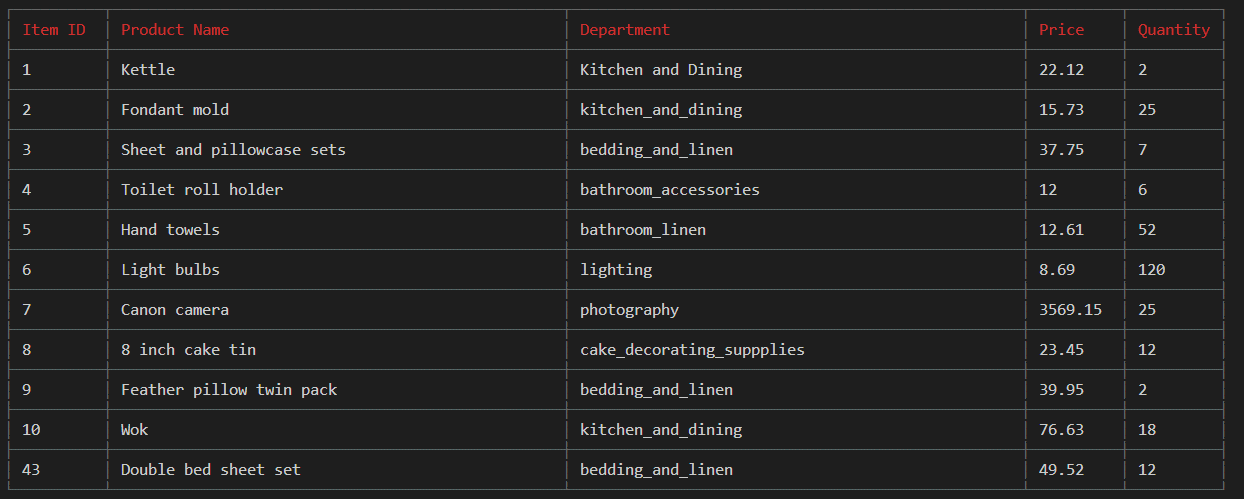 Item ID Product Name Department Price Quantity
1 Kettle Kitchen and Dining 22.12 2
2 Fondant mold kitchen_and_dining 15.73 25
3 Sheet and pillowcase sets bedding_and_linen 37.75 7
4 Toilet roll holder bathroom_accessories 12 6
5 Hand towels bathroom_linen 12.61 52
6 Light bulbs lighting 8.69 120
7 Canon camera photography 3569.15 25
8 8 inch cake tin cake_decorating_suppplies 23.45 12
9 Feather pillow twin pack bedding_and_linen 39.95 2
10 Wok kitchen_and_dining 76.63 18
43 Double bed sheet set bedding_and_linen 49.52 12